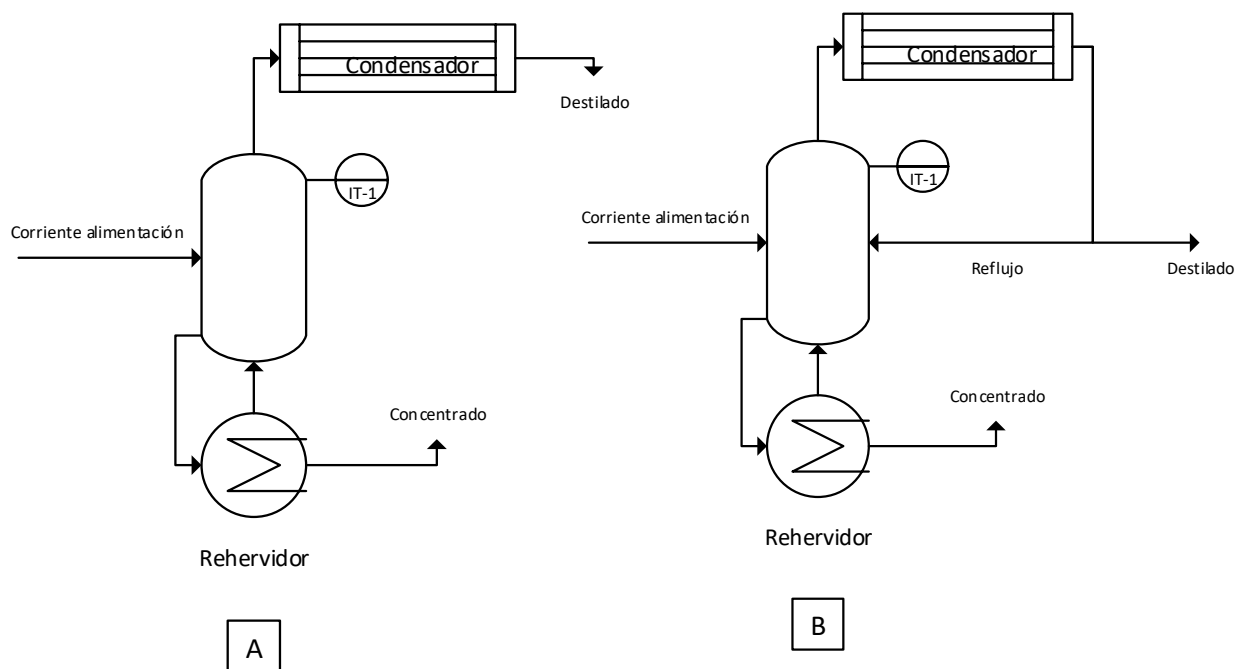 Condensador
Destilado
IT-1
Corriente alimentación
Concentrado
Rehervidor
A
Condensador
IT-1
Corriente alimentación
Reflujo
Destilado
Concentrado
Rehervidor
B